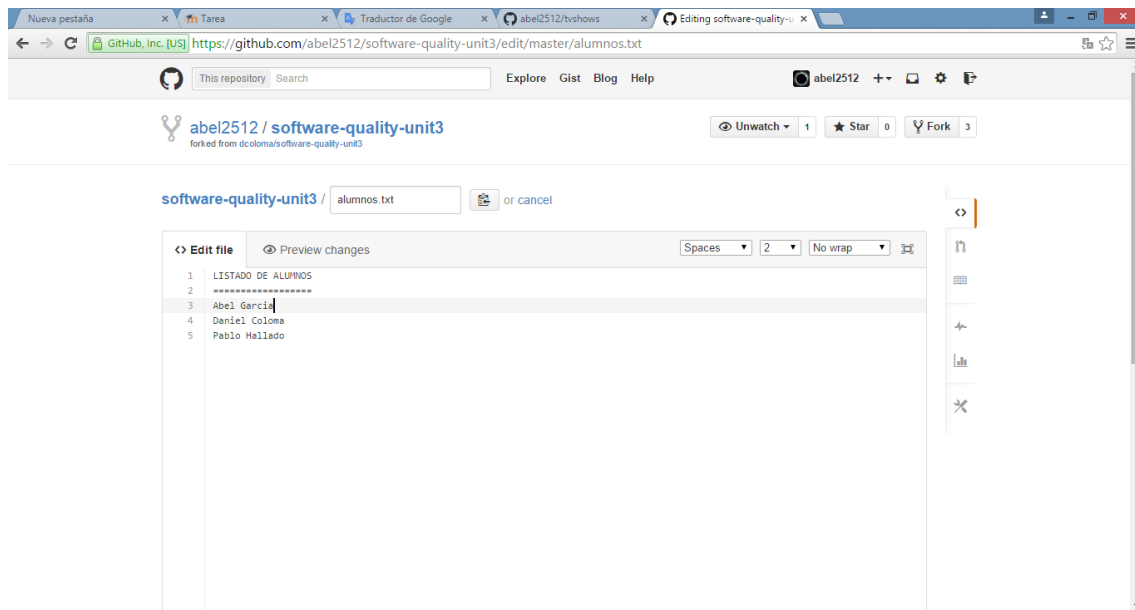 Nueva pestaña
Tarea
Traductor de Google
abel2512/tvshows
Editing software-quality-u
GitHub, Inc. [US] https://github.com/abel2512/software-quality-unit3/edit/master/alumnos.txt
This repository Search Explore Gist Blog Help abel2512
abel2512 / software-quality-unit3 Unwatch 1 Star 0 Fork 3
forked from dcoloma/software-quality-unit3
software-quality-unit3 / alumnos.txt or cancel
<> Edit file Preview changes Spaces 2 No wrap
1 LISTADO DE ALUMNOS
2 ==================
3 Abel Garcia
4 Daniel Coloma
5 Pablo Hallado